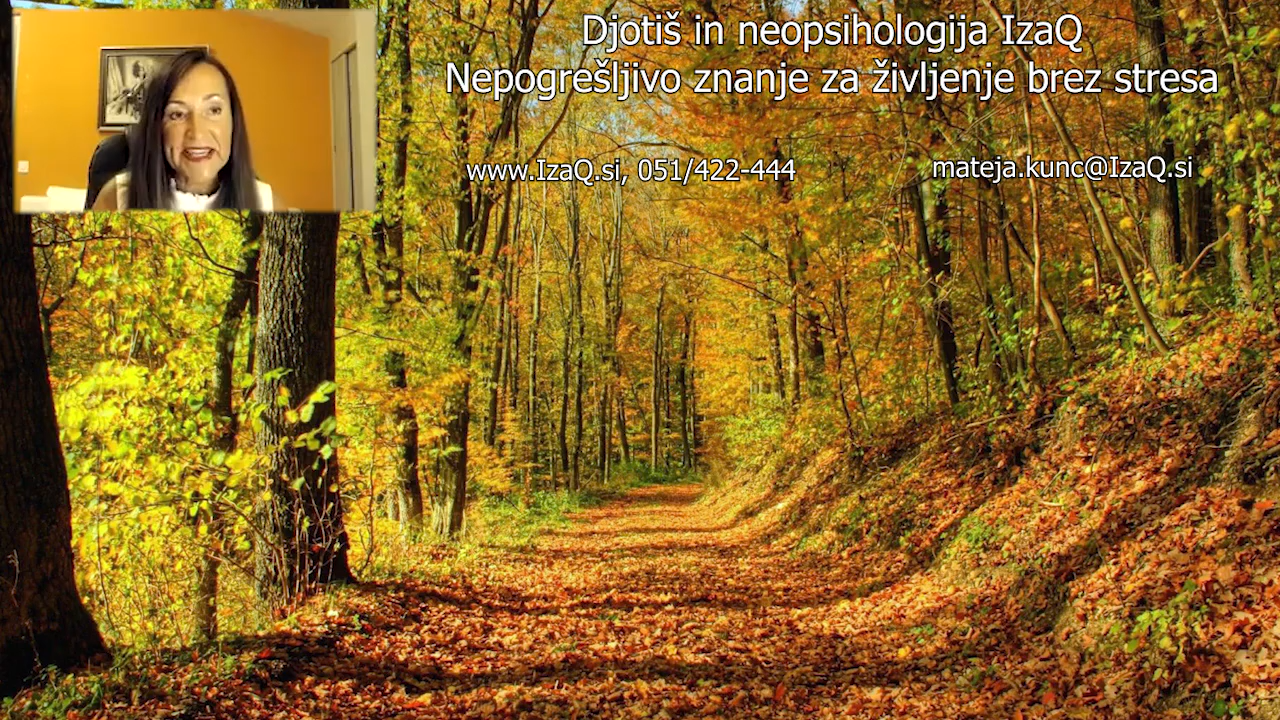 Djotiš in neopsihologija IzaQ
Nepogrešljivo znanje za življenje brez stresa
www.IzaQ.si, 051/422-444
mateja.kunc@IzaQ.si